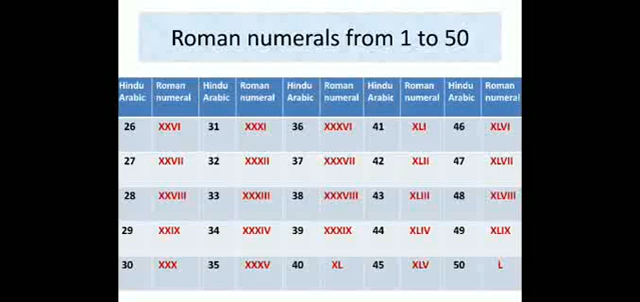 Roman numerals from 1 to 50
Hindu Arabic Roman numeral Hindu Arabic Roman numeral Hindu Arabic Roman numeral Hindu Arabic Roman numeral Hindu Arabic Roman numeral
26 XXVI 31 XXXI 36 XXXVI 41 XLI 46 XLVI
27 XXVII 32 XXXII 37 XXXVII 42 XLII 47 XLVII
28 XXVIII 33 XXXIII 38 XXXVIII 43 XLIII 48 XLVIII
29 XXIX 34 XXXIV 39 XXXIX 44 XLIV 49 XLIX
30 XXX 35 XXXV 40 XL 45 XLV 50 L